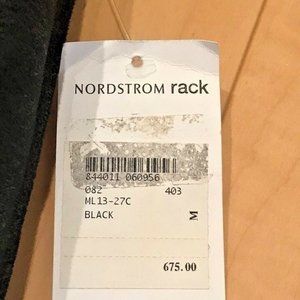 NORDSTROM rack
844011 060956
082 403
ML13-27C
BLACK M
675.00